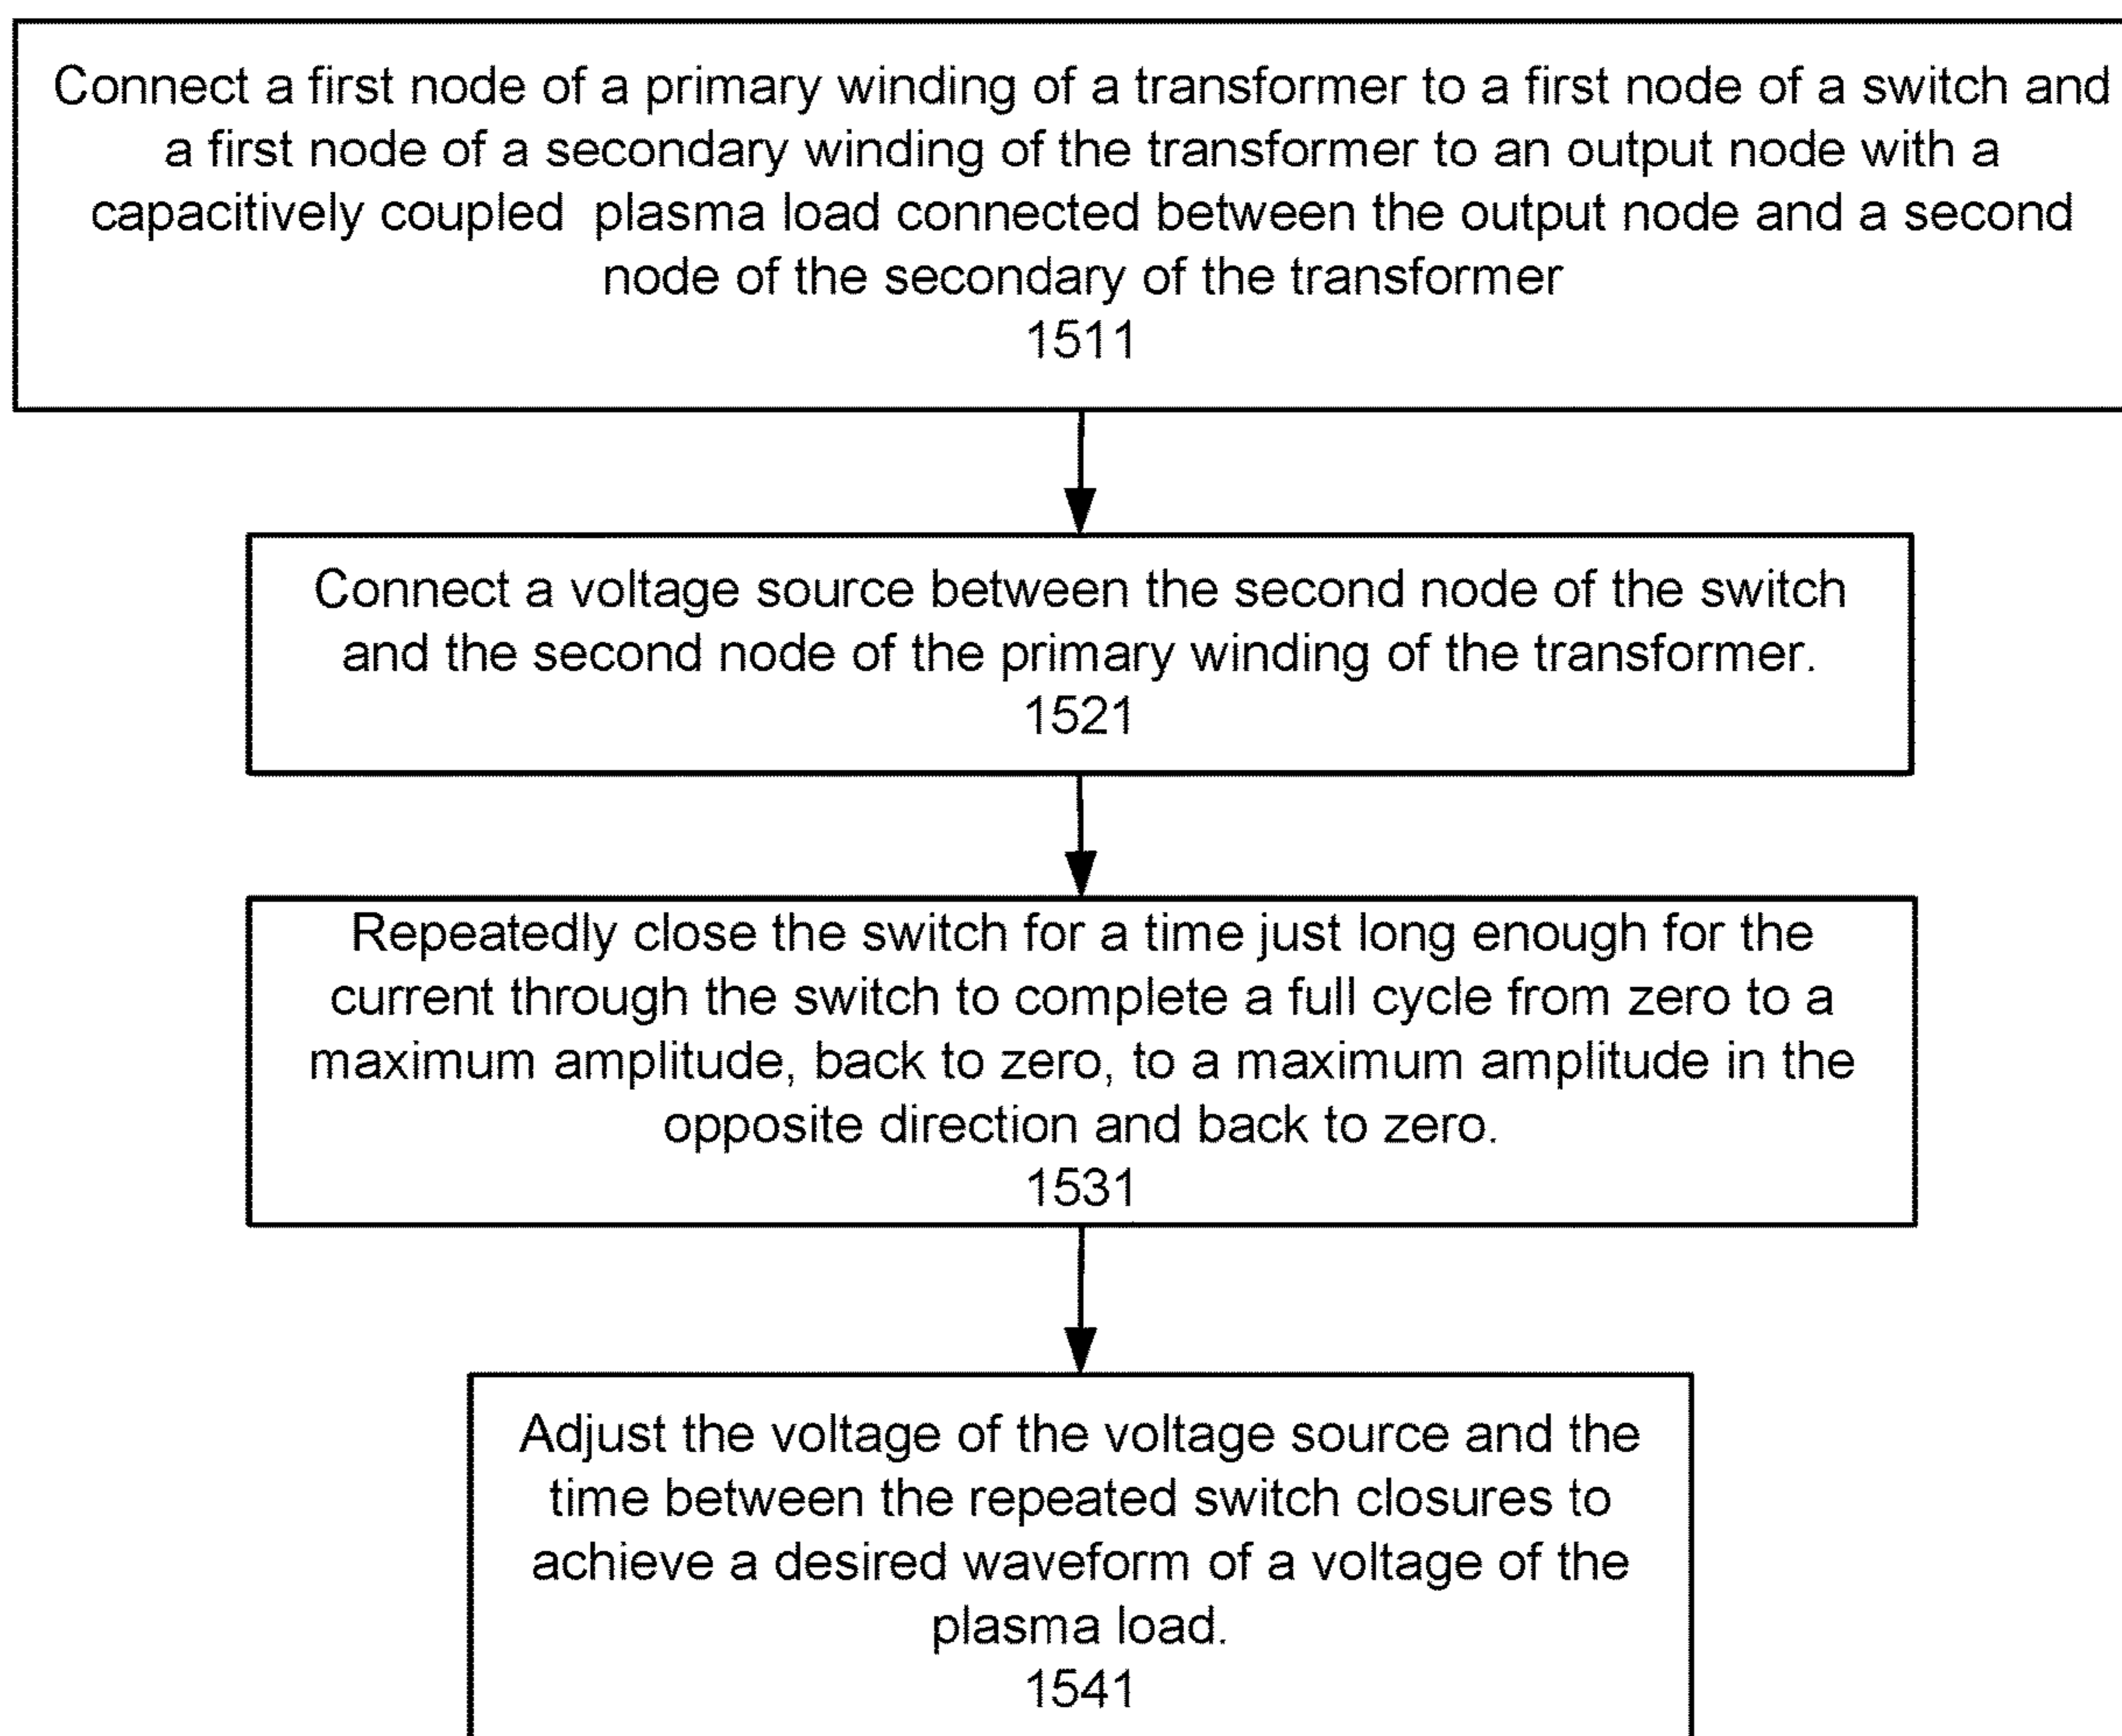 Connect a first node of a primary winding of a transformer to a first node of a switch and
a first node of a secondary winding of the transformer to an output node with a
capacitively coupled plasma load connected between the output node and a second
node of the secondary of the transformer
1511
Connect a voltage source between the second node of the switch
and the second node of the primary winding of the transformer.
1521
Repeatedly close the switch for a time just long enough for the
current through the switch to complete a full cycle from zero to a
maximum amplitude, back to zero, to a maximum amplitude in the
opposite direction and back to zero.
1531
Adjust the voltage of the voltage source and the
time between the repeated switch closures to
achieve a desired waveform of a voltage of the
plasma load.
1541